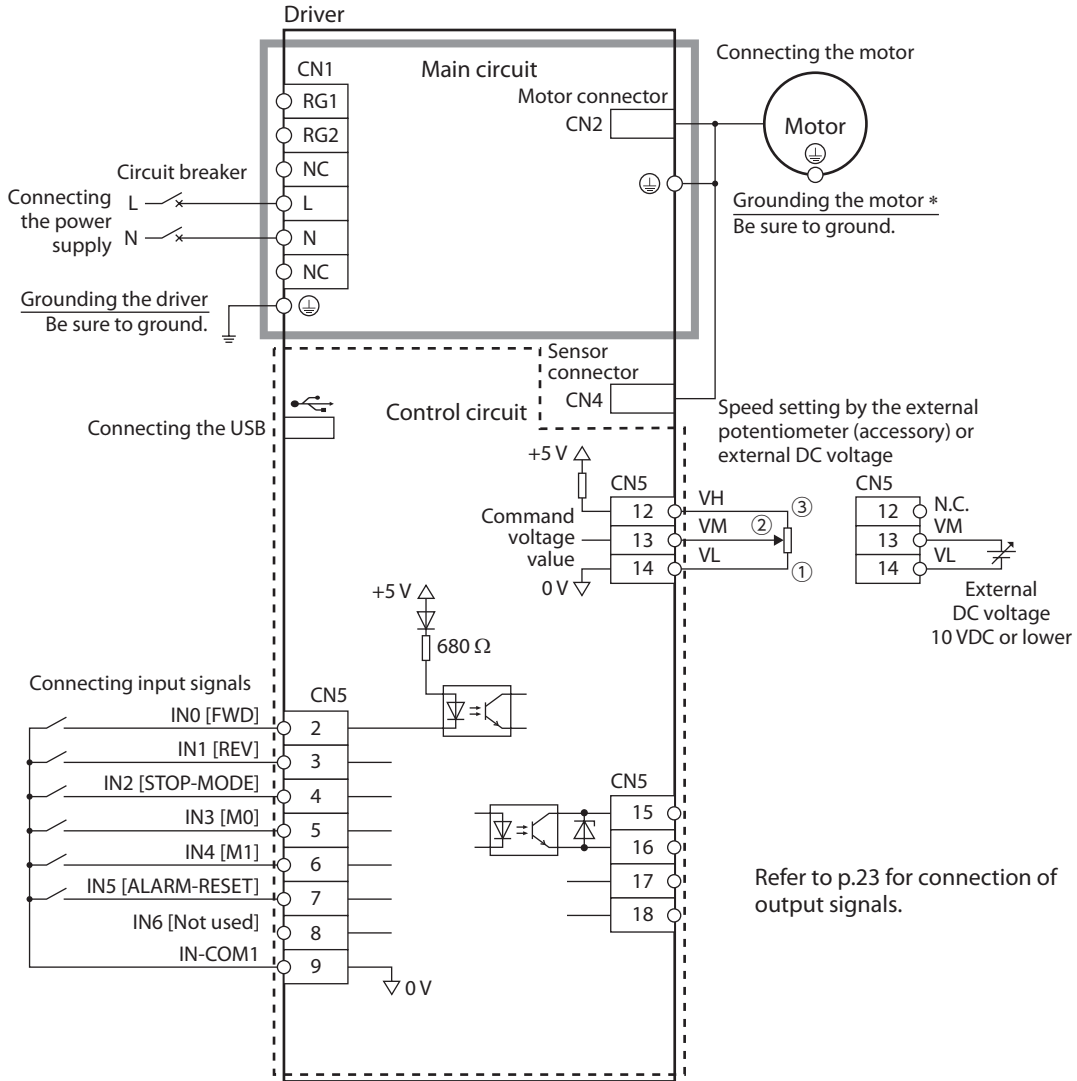 Driver
Connecting the motor
CN1
Main circuit
RG1
Motor connector
RG2
CN2
Motor
NC
Circuit breaker
Connecting
the power
supply
L
L
N
N
Grounding the motor *
Be sure to ground.
NC
Grounding the driver
Be sure to ground.
Sensor
connector
CN4
Control circuit
Connecting the USB
Speed setting by the external
potentiometer (accessory) or
external DC voltage
+5 V
CN5
CN5
Command
voltage
value
12
VH
③
12
N.C.
13
VM
②
13
VM
14
VL
①
14
VL
0 V
External
DC voltage
10 VDC or lower
+5 V
680 Ω
Connecting input signals
CN5
IN0 [FWD]
2
IN1 [REV]
3
IN2 [STOP-MODE]
4
IN3 [M0]
5
IN4 [M1]
6
IN5 [ALARM-RESET]
7
IN6 [Not used]
8
IN-COM1
9
0 V
CN5
15
16
17
18
Refer to p.23 for connection of
output signals.